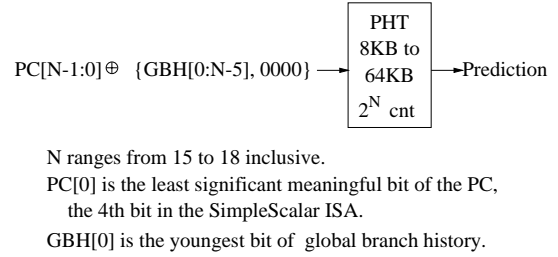 PHT
8KB to
PC[N-1:0]⊕ {GBH[0:N-5], 0000} 64KB Prediction
2^N cnt
N ranges from 15 to 18 inclusive.
PC[0] is the least significant meaningful bit of the PC,
the 4th bit in the SimpleScalar ISA.
GBH[0] is the youngest bit of global branch history.